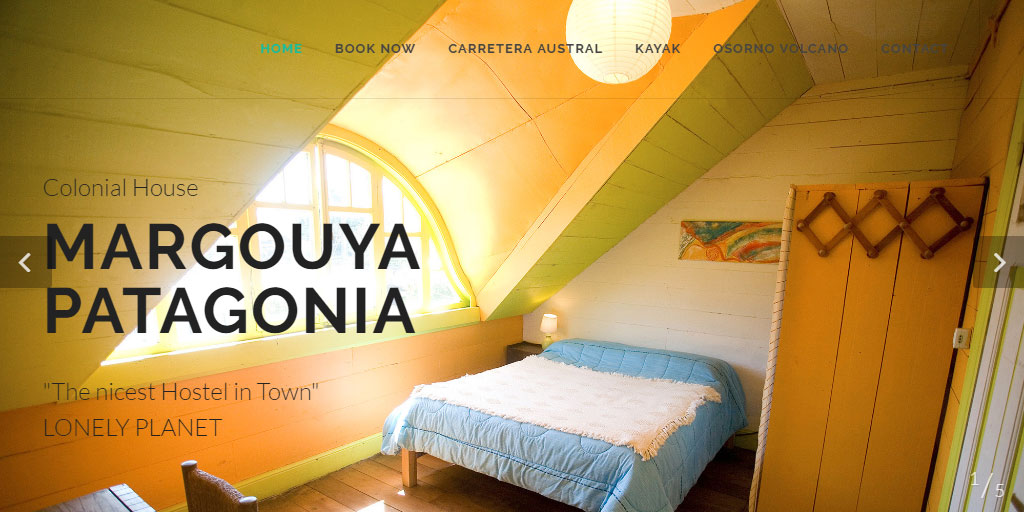 HOME BOOK NOW CARRETERA AUSTRAL KAYAK OSORNO VOLCANO CONTACT
Colonial House
MARGOUYA
PATAGONIA
"The nicest Hostel in Town"
LONELY PLANET
1/5